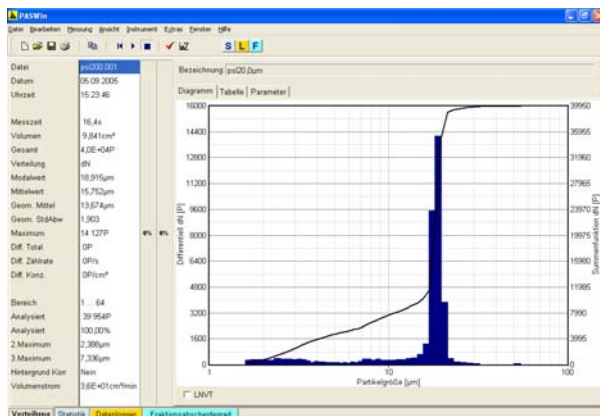 PASWin
Datei Bearbeiten Messung Ansicht Instrument Extras Fenster Hilfe
S L F
Datei psl200.001
Datum 05.09.2005
Uhrzeit 15:23:46
Messzeit 16,4s
Volumen 9,841cm³
Gesamt 4,0E+04P
Verteilung dN
Modalwert 18,915µm
Mittelwert 15,752µm
Geom. Mittel 13,674µm
Geom. StdAbw 1,903
Maximum 14 127P
Diff. Total 0P
Diff. Zählrate 0P/s
Diff. Konz. 0P/cm³
Bereich 1 ... 64
Analysiert 39 954P
Analysiert 100,00%
2.Maximum 2,388µm
3.Maximum 7,336µm
Hintergrund Korr Nein
Volumenstrom 3,6E+01cm³/min
0% 0%
Bezeichnung psl20,0µm
Diagramm Tabelle Parameter
16000 39950
14400 35955
12800 31960
11200 27965
9600 23970
8000 19975
6400 15980
4800 11985
3200 7990
1600 3995
0 0
1 10 100
Differentiell dN [P]
Summenfunktion dN [P]
Partikelgröße [µm]
LNVT
Verteilung Statistik Datenlogger Fraktionsabscheidegrad